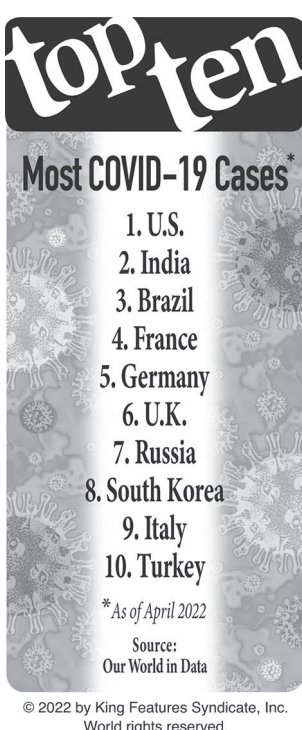 top ten
Most COVID-19 Cases*
1. U.S.
2. India
3. Brazil
4. France
5. Germany
6. U.K.
7. Russia
8. South Korea
9. Italy
10. Turkey
*As of April 2022
Source:
Our World in Data
© 2022 by King Features Syndicate, Inc.
World rights reserved.